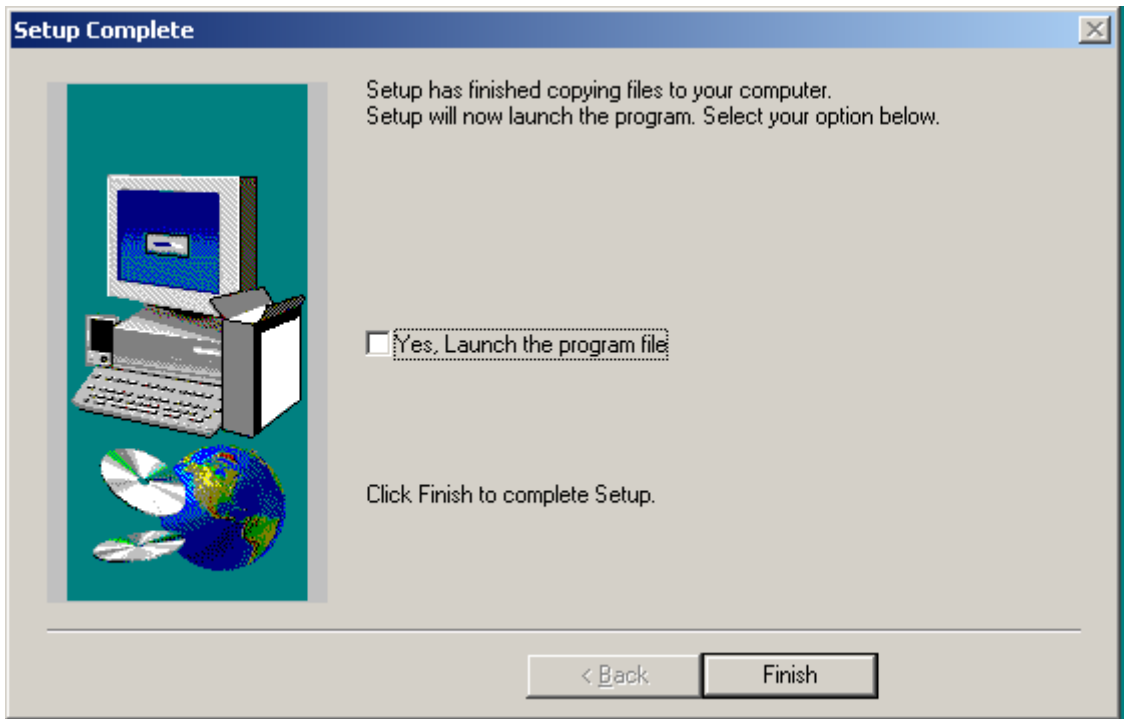 Setup Complete
Setup has finished copying files to your computer.
Setup will now launch the program. Select your option below.
Yes, Launch the program file
Click Finish to complete Setup.
< Back
Finish